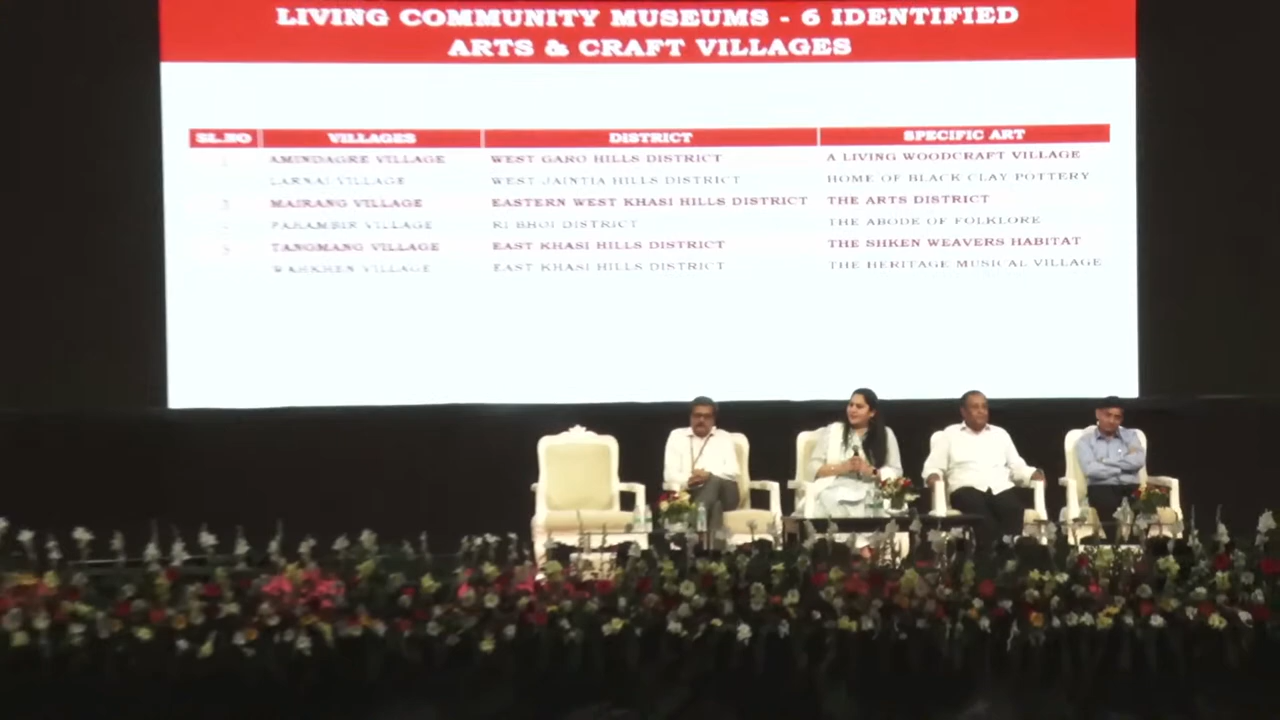 LIVING COMMUNITY MUSEUMS - 6 IDENTIFIED
ARTS & CRAFT VILLAGES
SL.NO VILLAGES DISTRICT SPECIFIC ART
AMINDAGRE VILLAGE WEST GARO HILLS DISTRICT A LIVING WOODCRAFT VILLAGE
LARNAI VILLAGE WEST JAINTIA HILLS DISTRICT HOME OF BLACK CLAY POTTERY
3 MAIRANG VILLAGE EASTERN WEST KHASI HILLS DISTRICT THE ARTS DISTRICT
VILLAGE RI BHOI DISTRICT THE ABODE OF FOLKLORE
5 TANGMANG VILLAGE EAST KHASI HILLS DISTRICT THE SHKEN WEAVERS HABITAT
WAHKHEN VILLAGE EAST KHASI HILLS DISTRICT THE HERITAGE MUSICAL VILLAGE